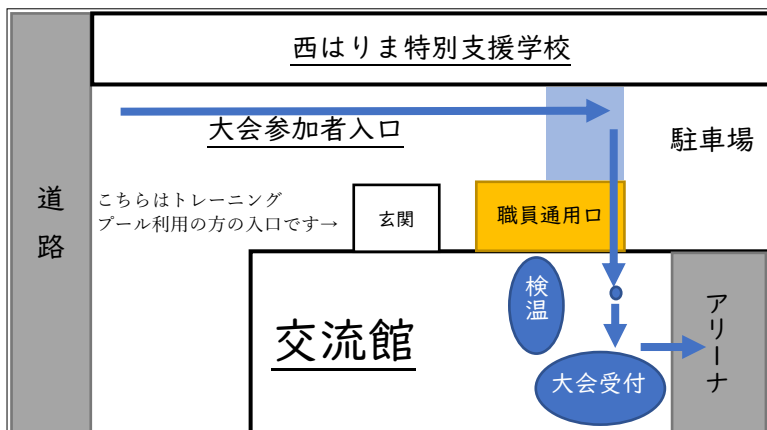 西はりま特別支援学校
大会参加者入口
駐車場
道路
こちらはトレーニング
プール利用の方の入口です→
玄関
職員通用口
検温
交流館
大会受付
アリーナ